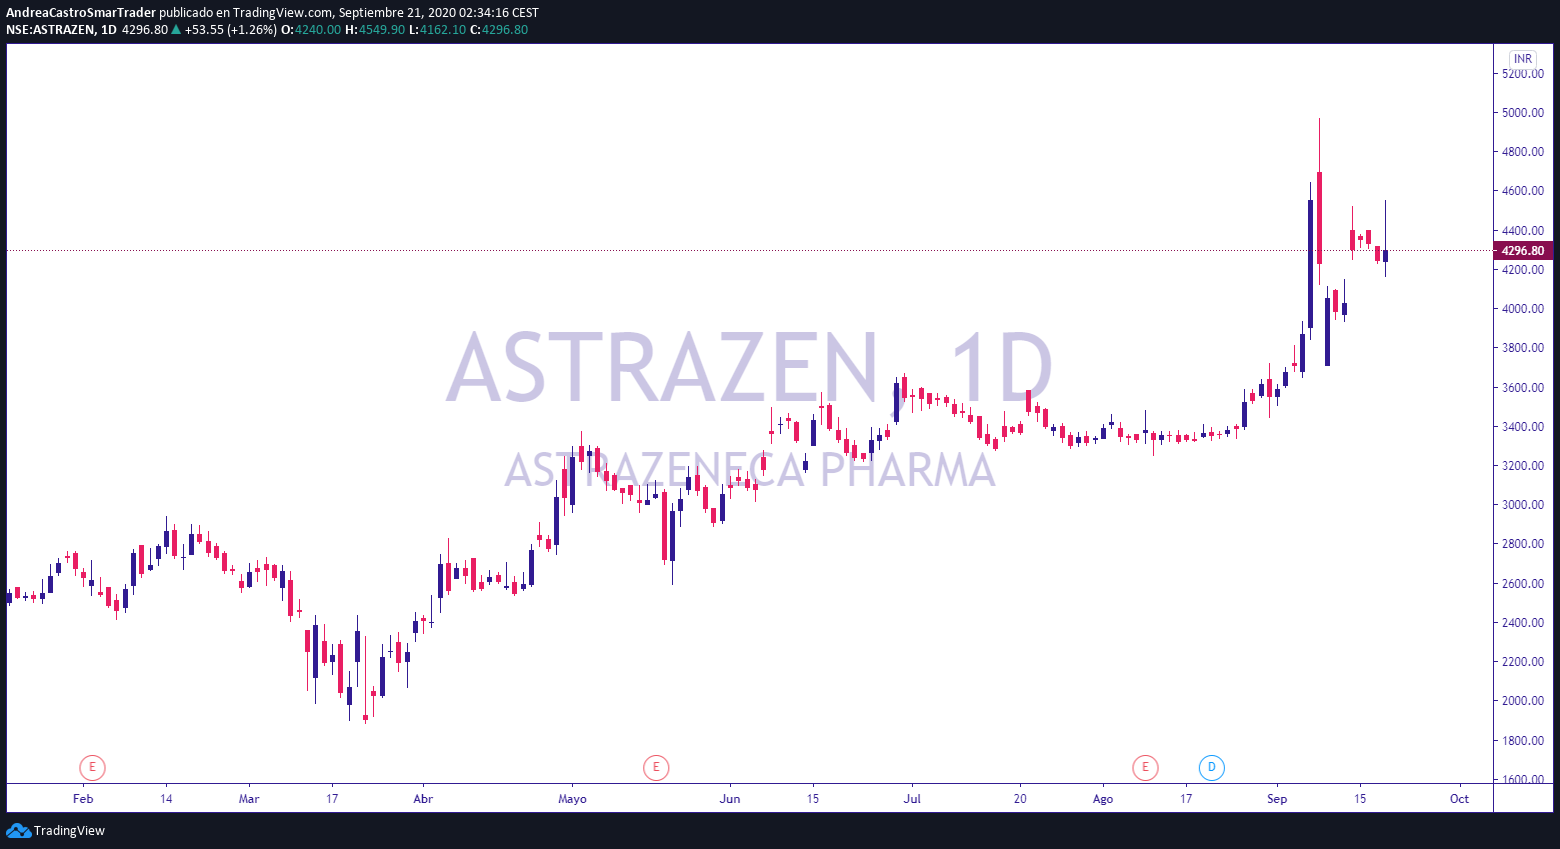 AndreaCastroSmarTrader publicado en TradingView.com, Septiembre 21, 2020 02:34:16 CEST
NSE:ASTRAZEN, 1D 4296.80 ▲ +53.55 (+1.26%) O:4240.00 H:4549.90 L:4162.10 C:4296.80
INR
5200.00
5000.00
4800.00
4600.00
4400.00
4296.80
4200.00
4000.00
3800.00
3600.00
3400.00
3200.00
3000.00
2800.00
2600.00
2400.00
2200.00
2000.00
1800.00
1600.00
ASTRAZEN, 1D
ASTRAZENECA PHARMA
E E E D
Feb 14 Mar 17 Abr Mayo Jun 15 Jul 20 Ago 17 Sep 15 Oct
TradingView